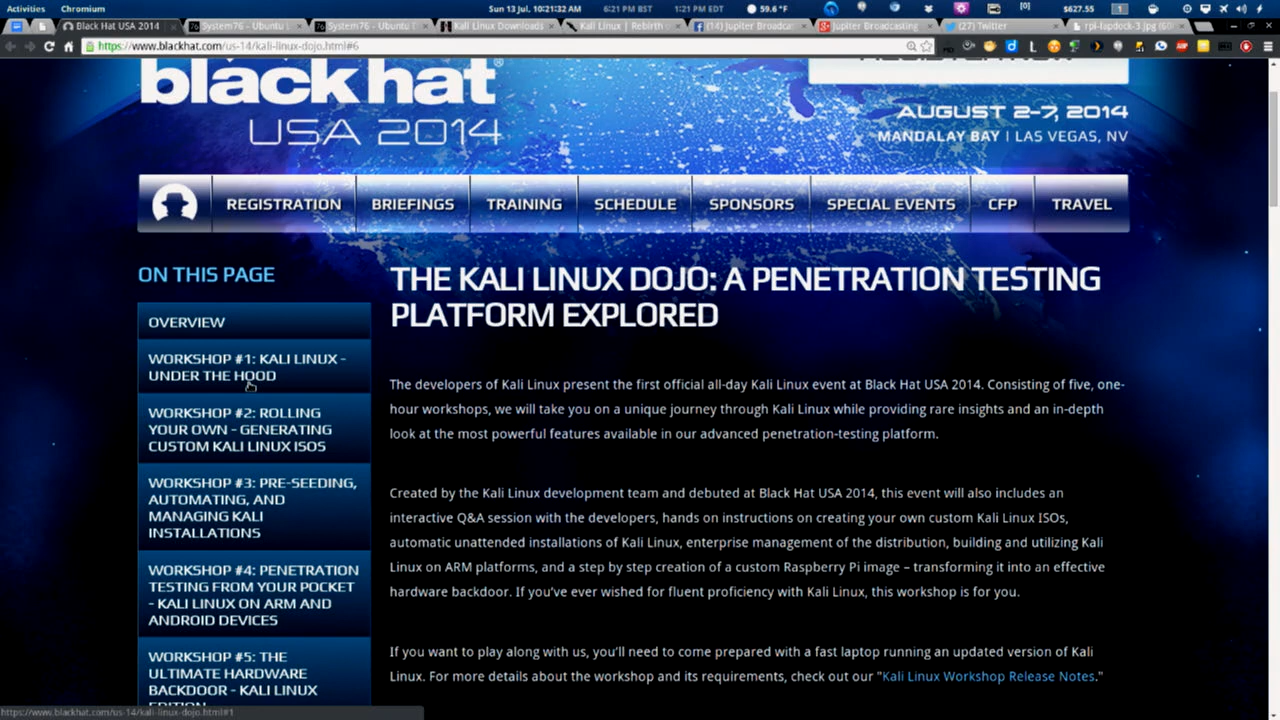 Activities Chromium Sun 13 Jul, 10:21:32 AM 6:21 PM BST 1:21 PM EDT 59.6 °F 1 $627.55
Black Hat USA 2014 System76 - Ubuntu L System76 - Ubuntu D Kali Linux Downloads Kali Linux | Rebirth o (14) Jupiter Broadcas Jupiter Broadcasting (27) Twitter rpi-lapdock-3.jpg (60
https://www.blackhat.com/us-14/kali-linux-dojo.html#6
black hat®
USA 2014
AUGUST 2-7, 2014
MANDALAY BAY | LAS VEGAS, NV
REGISTRATION BRIEFINGS TRAINING SCHEDULE SPONSORS SPECIAL EVENTS CFP TRAVEL
ON THIS PAGE
OVERVIEW
WORKSHOP #1: KALI LINUX -
UNDER THE HOOD
WORKSHOP #2: ROLLING
YOUR OWN - GENERATING
CUSTOM KALI LINUX ISOS
WORKSHOP #3: PRE-SEEDING,
AUTOMATING, AND
MANAGING KALI
INSTALLATIONS
WORKSHOP #4: PENETRATION
TESTING FROM YOUR POCKET
- KALI LINUX ON ARM AND
ANDROID DEVICES
WORKSHOP #5: THE
ULTIMATE HARDWARE
BACKDOOR - KALI LINUX
EDITION
THE KALI LINUX DOJO: A PENETRATION TESTING
PLATFORM EXPLORED
The developers of Kali Linux present the first official all-day Kali Linux event at Black Hat USA 2014. Consisting of five, one-
hour workshops, we will take you on a unique journey through Kali Linux while providing rare insights and an in-depth
look at the most powerful features available in our advanced penetration-testing platform.
Created by the Kali Linux development team and debuted at Black Hat USA 2014, this event will also includes an
interactive Q&A session with the developers, hands on instructions on creating your own custom Kali Linux ISOs,
automatic unattended installations of Kali Linux, enterprise management of the distribution, building and utilizing Kali
Linux on ARM platforms, and a step by step creation of a custom Raspberry Pi image – transforming it into an effective
hardware backdoor. If you've ever wished for fluent proficiency with Kali Linux, this workshop is for you.
If you want to play along with us, you'll need to come prepared with a fast laptop running an updated version of Kali
Linux. For more details about the workshop and its requirements, check out our "Kali Linux Workshop Release Notes."
https://www.blackhat.com/us-14/kali-linux-dojo.html#1